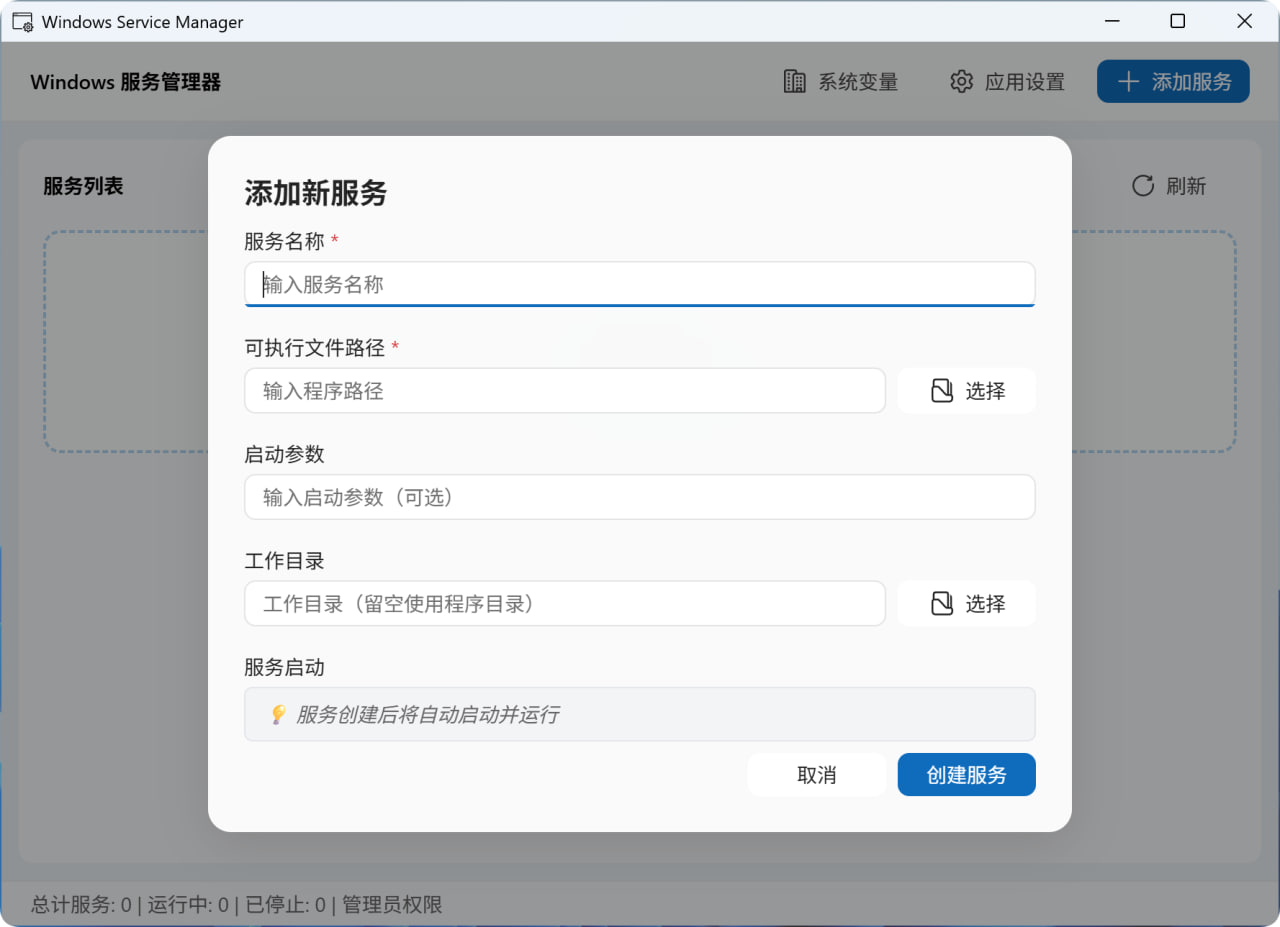 Windows Service Manager
Windows 服务管理器
系统变量
应用设置
添加服务
服务列表
刷新
添加新服务
服务名称 *
输入服务名称
可执行文件路径 *
输入程序路径
选择
启动参数
输入启动参数（可选）
工作目录
工作目录（留空使用程序目录）
选择
服务启动
💡 服务创建后将自动启动并运行
取消
创建服务
总计服务: 0 | 运行中: 0 | 已停止: 0 | 管理员权限